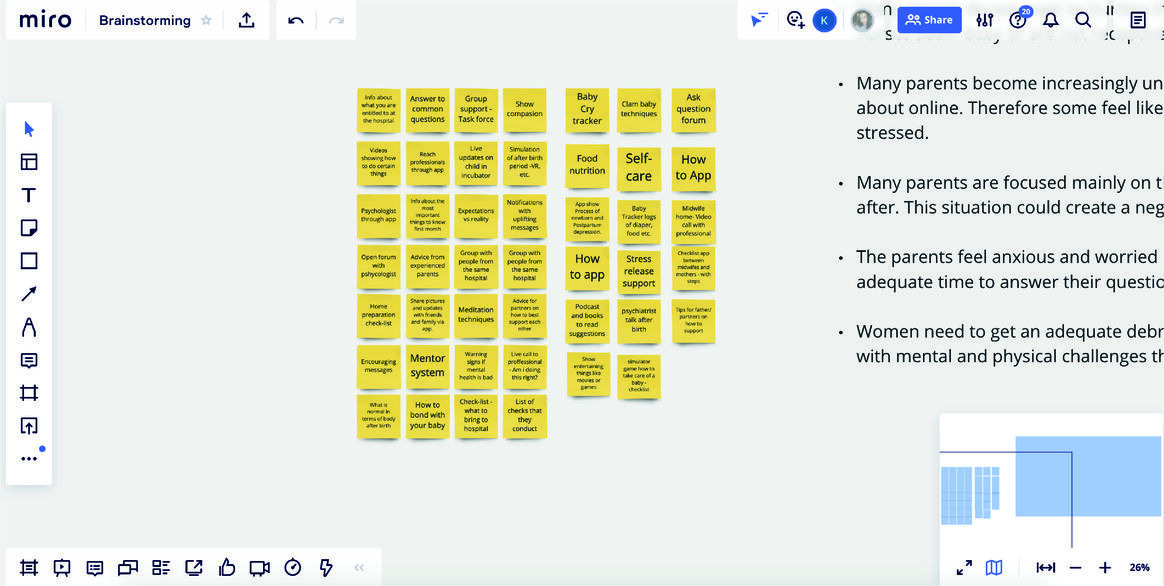 miro
Brainstorming
K
Share
20
Info about
what you are
entitled to at
the hospital
Answer to
common
questions
Group
support -
Task force
Show
compasion
Videos
showing how
to do certain
things
Reach
professionals
through app
Live
updates on
child in
incubator
Simulation
of after birth
period -VR,
etc.
Psychologist
through app
Info about the
most
important
things to know
first month
Expectations
vs reality
Notifications
with
uplifting
messages
Open forum
with
pshycologist
Advice from
experienced
parents
Group with
people from
the same
hospital
Group with
people from
the same
hospital
Home
preparation
check-list
Share pictures
and updates
with friends
and family via
app
Meditation
techniques
Advice for
partners on
how to best
support each
other
Encouraging
messages
Mentor
system
Warning
signs if
mental
health is bad
Live call to
proffessional
- Am i doing
this right?
What is
normal in
terms of body
after birth
How to
bond with
your baby
Check-list -
what to
bring to
hospital
List of
checks that
they
conduct
Baby
Cry
tracker
Clam baby
techniques
Ask
question
forum
Food
nutrition
Self-
care
How
to App
App show
Process of
newborn and
Postpartum
depression.
Baby
Tracker logs
of diaper,
food etc.
Midwife
home- Video
call with
professional
How
to app
Stress
release
support
Checklist app
between
midwifes and
mothers - with
steps
Podcast
and books
to read
suggestions
psychiatrist
talk after
birth
Tips for father/
partners on
how to
support
Show
entertaining
things like
movies or
games
simulator
game how to
take care of a
baby -
checklist
• Many parents become increasingly un
about online. Therefore some feel like
stressed.
• Many parents are focused mainly on t
after. This situation could create a neg
• The parents feel anxious and worried
adequate time to answer their questio
• Women need to get an adequate debr
with mental and physical challenges th
26%